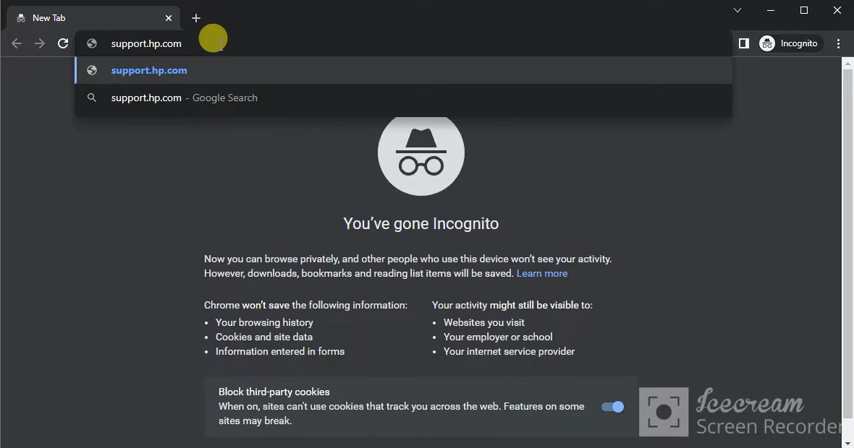 New Tab
support.hp.com
Incognito
support.hp.com
support.hp.com - Google Search
You've gone Incognito
Now you can browse privately, and other people who use this device won't see your activity.
However, downloads, bookmarks and reading list items will be saved. Learn more
Chrome won't save the following information:
• Your browsing history
• Cookies and site data
• Information entered in forms
Your activity might still be visible to:
• Websites you visit
• Your employer or school
• Your internet service provider
Block third-party cookies
When on, sites can't use cookies that track you across the web. Features on some
sites may break.
Icecream
Screen Recorder